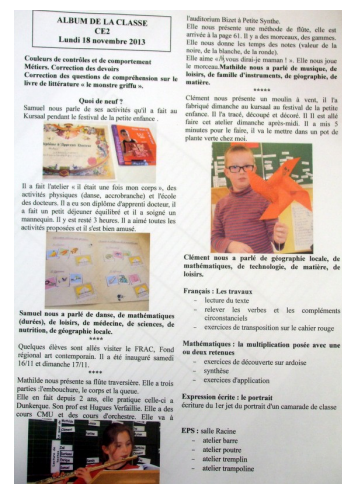 ALBUM DE LA CLASSE
CE2
Lundi 18 novembre 2013
Couleurs de contrôles et de comportement
Métiers. Correction des devoirs
Correction des questions de compréhension sur le
livre de littérature « le monstre griffu ».
Quoi de neuf ?
Samuel nous parle de ses activités qu'il a fait au
Kursaal pendant le festival de la petite enfance .
Il a fait l'atelier « il était une fois mon corps », des
activités physiques (danse, accrobranche) et l'école
des docteurs. Il a eu son diplôme d'apprenti docteur, il
a fait un petit déjeuner équilibré et il a soigné un
mannequin. Il y est resté 3 heures. Il a aimé toutes les
activités proposées et il s'est bien amusé.
Samuel nous a parlé de danse, de mathématiques
(durées), de loisirs, de médecine, de sciences, de
nutrition, de géographie locale.
****
Quelques élèves sont allés visiter le FRAC, Fond
régional art contemporain. Il a été inauguré samedi
16/11 et dimanche 17/11.
****
Mathilde nous présente sa flûte traversière. Elle a trois
parties :l'embouchure, le corps et la queue.
Elle en fait depuis 2 ans, elle pratique celle-ci a
Dunkerque. Son prof est Hugues Verfaillie. Elle a des
cours CMU et des cours d'orchestre. Elle va à
l'auditorium Bizet à Petite Synthe.
Elle nous présente une méthode de flûte, elle est
arrivée à la page 61. Il y a des morceaux, des gammes.
Elle nous donne les temps des notes (valeur de la
noire, de la blanche, de la ronde).
Elle aime «Ah,vous dirai-je maman ! ». Elle nous joue
le morceau.Mathilde nous a parlé de musique, de
loisirs, de famille d'instruments, de géographie, de
matière.
*****
Clément nous présente un moulin à vent, il l'a
fabriqué dimanche au kursaal au festival de la petite
enfance. Il l'a tracé, découpé et décoré. Il Il est allé
faire cet atelier dimanche après-midi. Il a mis 5
minutes pour le faire, il va le mettre dans un pot de
plante verte chez moi.
Clément nous a parlé de géographie locale, de
mathématiques, de technologie, de matière, de
loisirs.
Français : Les travaux
- lecture du texte
- relever les verbes et les compléments
circonstanciels
- exercices de transposition sur le cahier rouge
Mathématiques : la multiplication posée avec une
ou deux retenues
- exercices de découverte sur ardoise
- synthèse
- exercices d'application
Expression écrite : le portrait
écriture du 1er jet du portrait d'un camarade de classe
EPS : salle Racine
- atelier barre
- atelier poutre
- atelier tremplin
- atelier trampoline